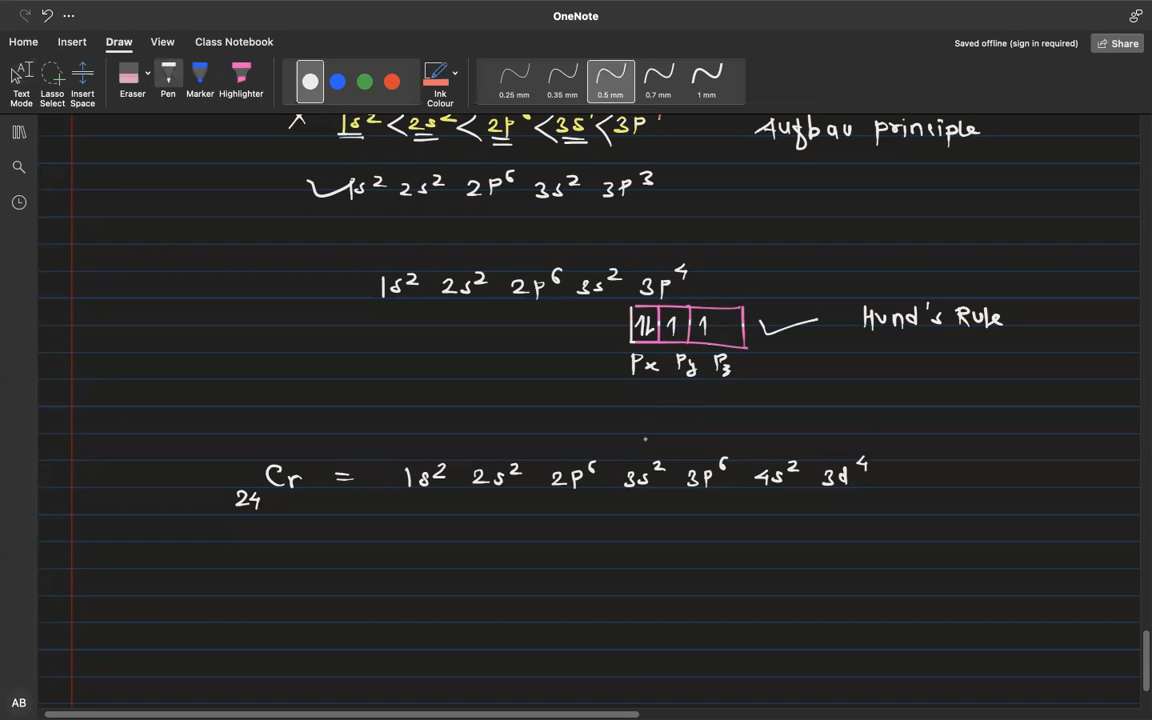 OneNote
Home Insert Draw View Class Notebook
Saved offline (sign in required) Share
Text Mode Lasso Select Insert Space Eraser Pen Marker Highlighter Ink Colour 0.25 mm 0.35 mm 0.5 mm 0.7 mm 1 mm
1s² < 2s² < 2p⁶ < 3s¹ < 3p Aufbau principle
1s² 2s² 2p⁶ 3s² 3p³
1s² 2s² 2p⁶ 3s² 3p⁴
1⇂ 1 1 Hund's Rule
Px Py Pz
₂₄Cr = 1s² 2s² 2p⁶ 3s² 3p⁶ 4s² 3d⁴
AB